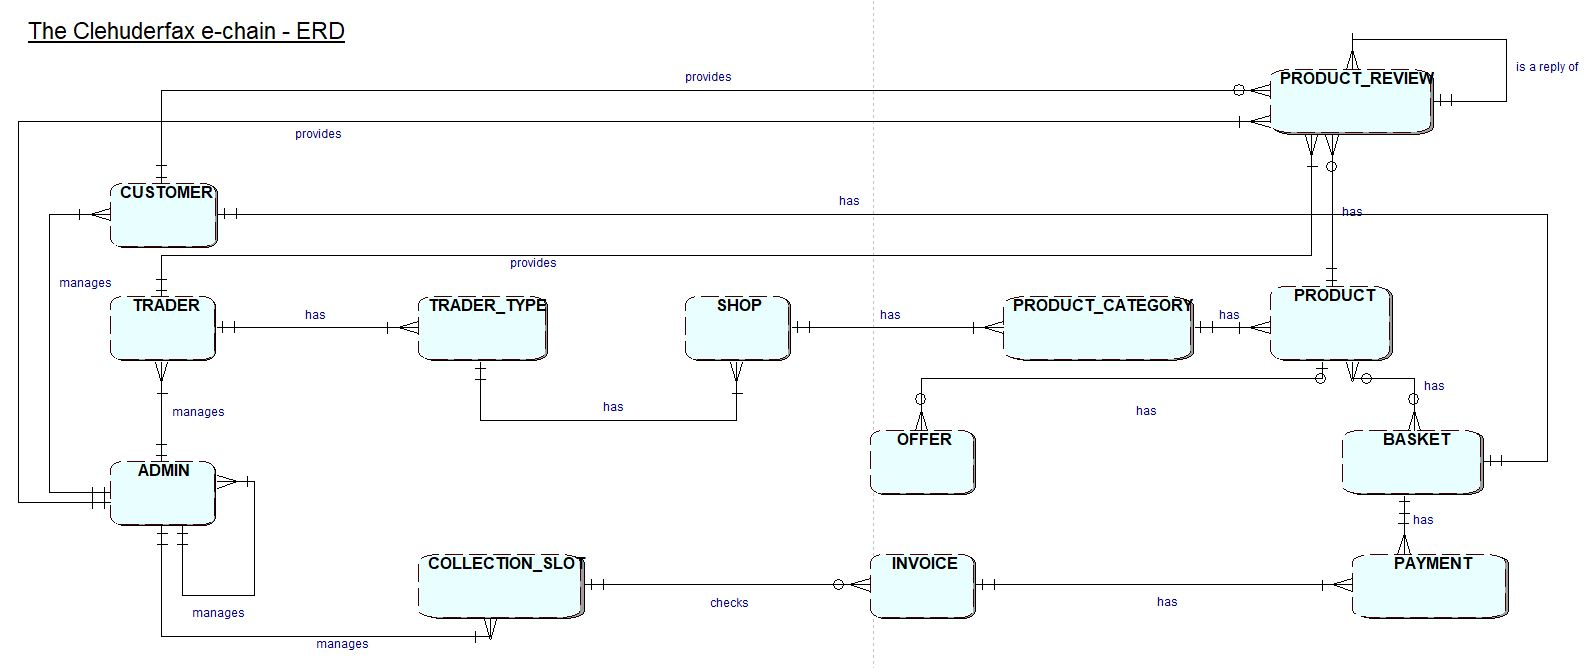 The Clehuderfax e-chain - ERD
is a reply of
provides
PRODUCT_REVIEW
provides
CUSTOMER
has
has
provides
manages
TRADER
TRADER_TYPE
SHOP
PRODUCT_CATEGORY
PRODUCT
has
has
has
has
has
has
manages
OFFER
BASKET
ADMIN
has
COLLECTION_SLOT
INVOICE
PAYMENT
checks
has
manages
manages